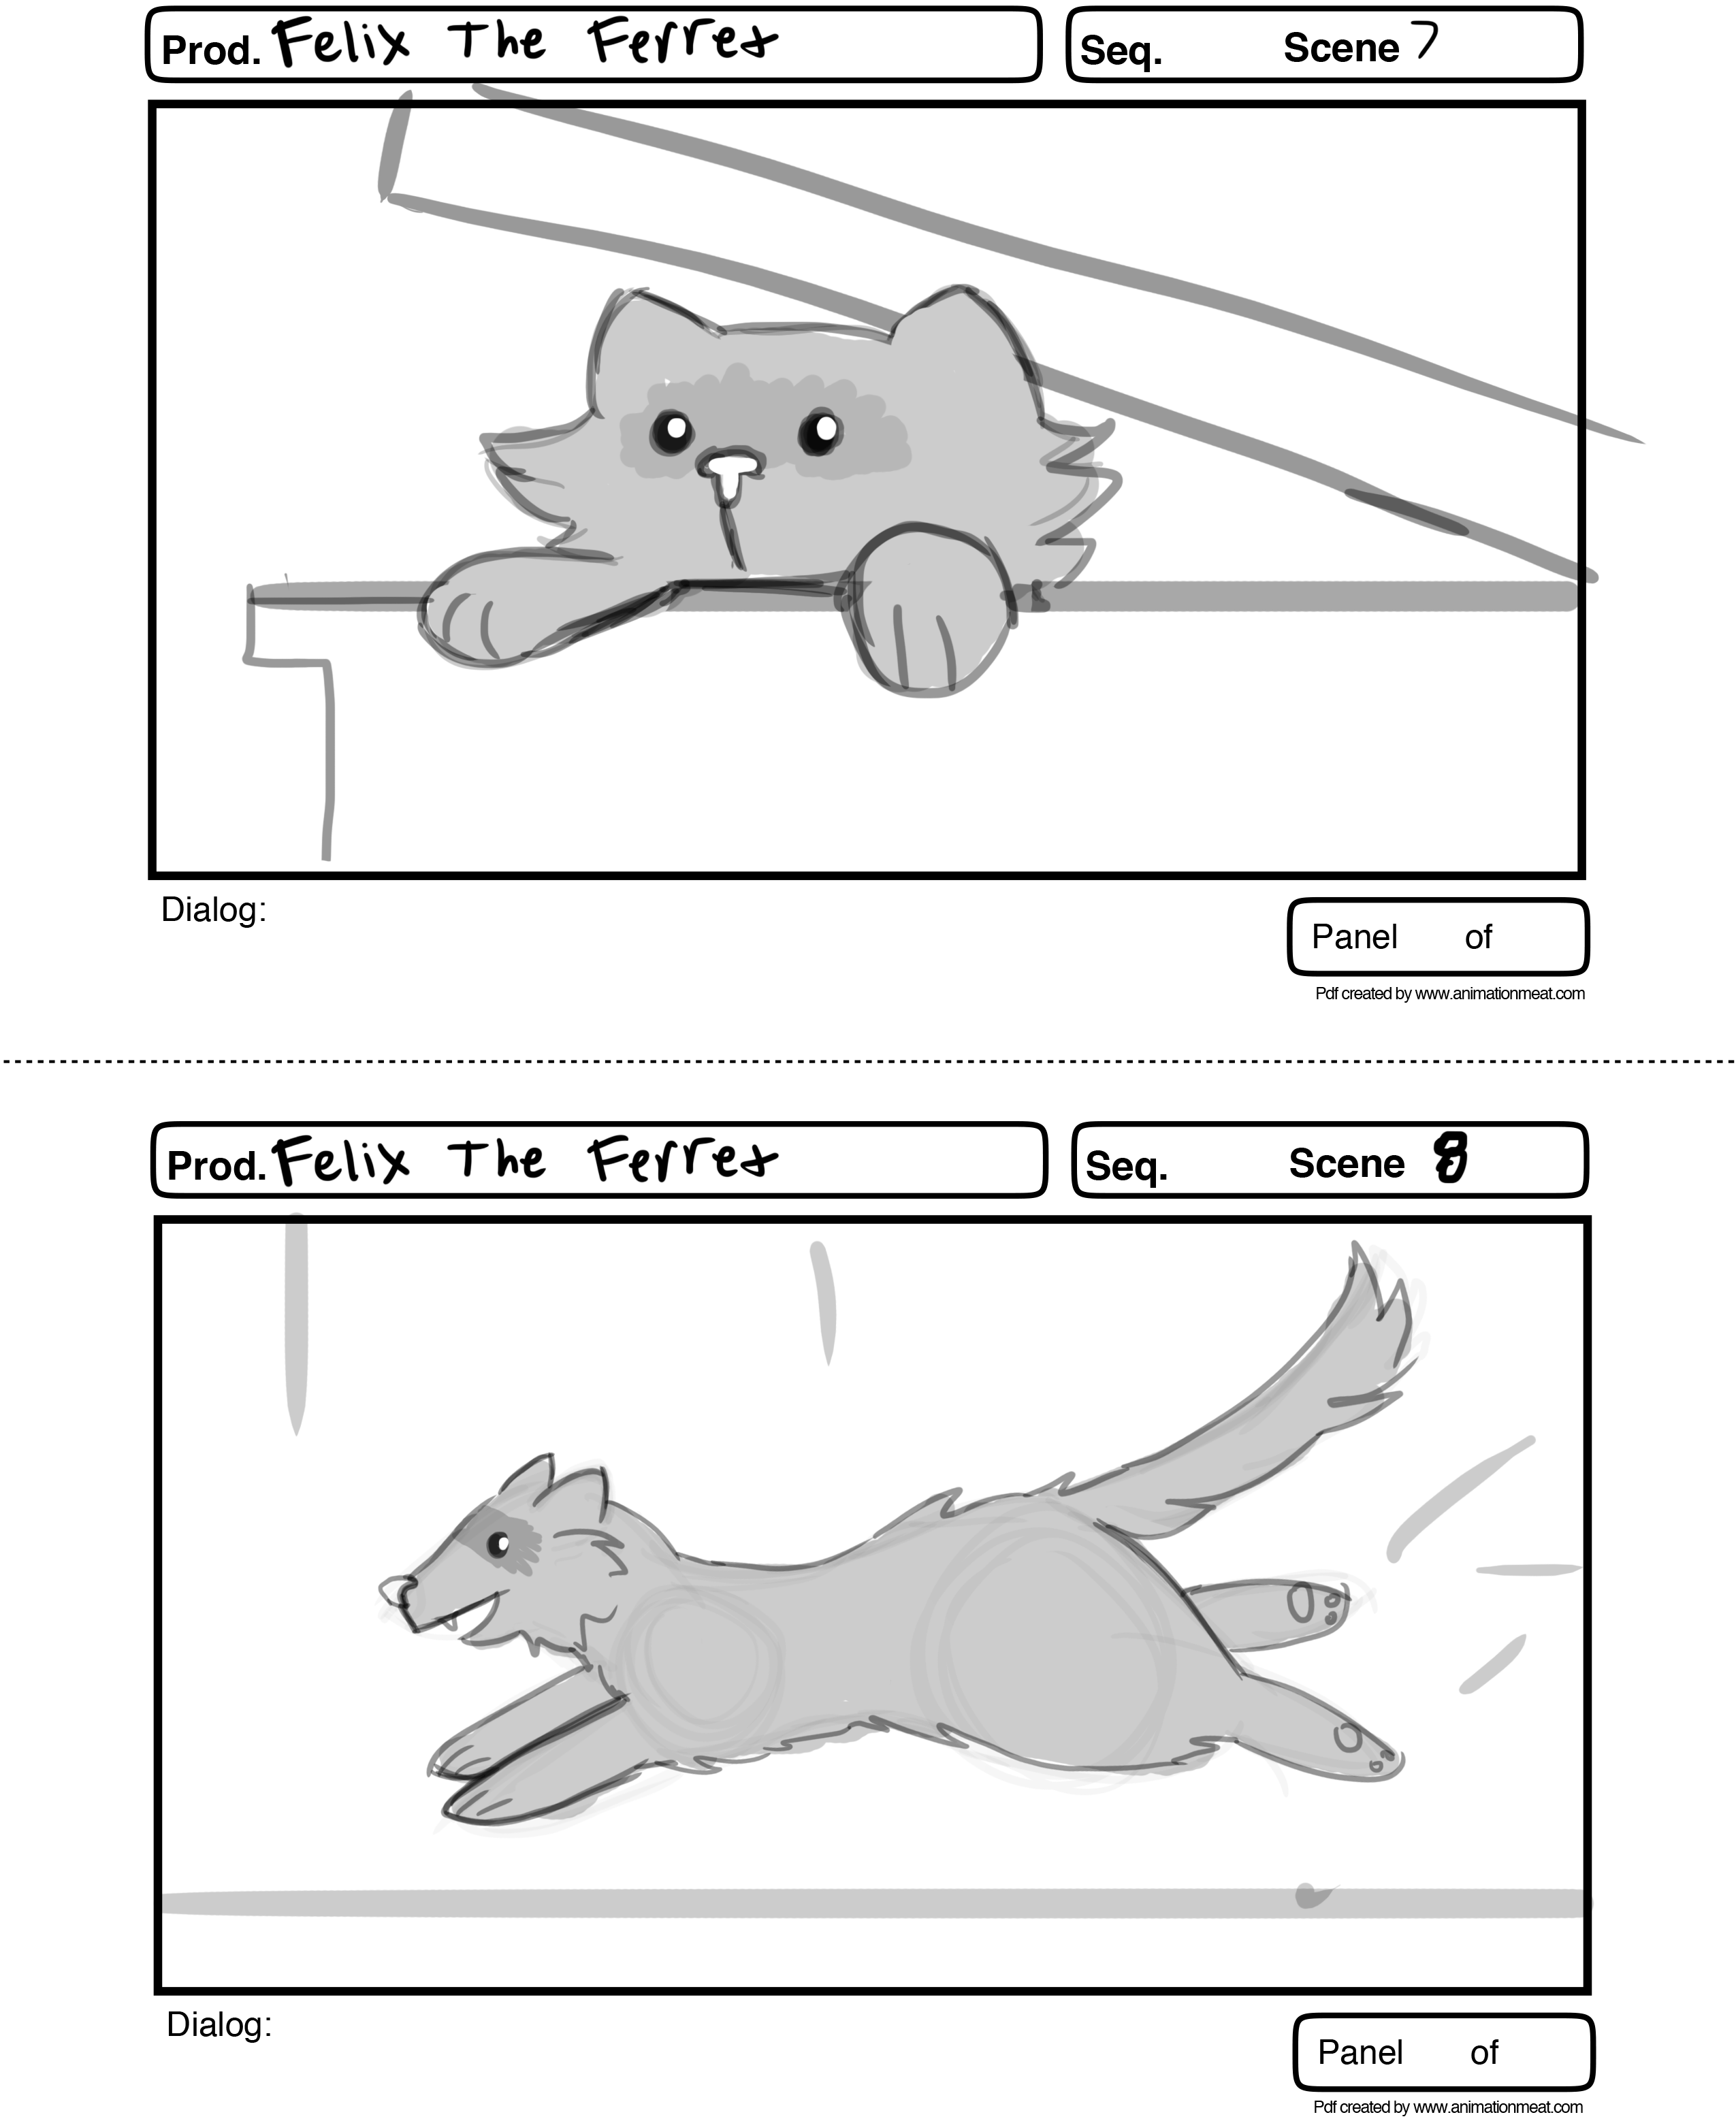 Prod. Felix The Ferret
Seq. Scene 7
Dialog:
Panel of
Pdf created by www.animationmeat.com
Prod. Felix The Ferret
Seq. Scene 8
Dialog:
Panel of
Pdf created by www.animationmeat.com